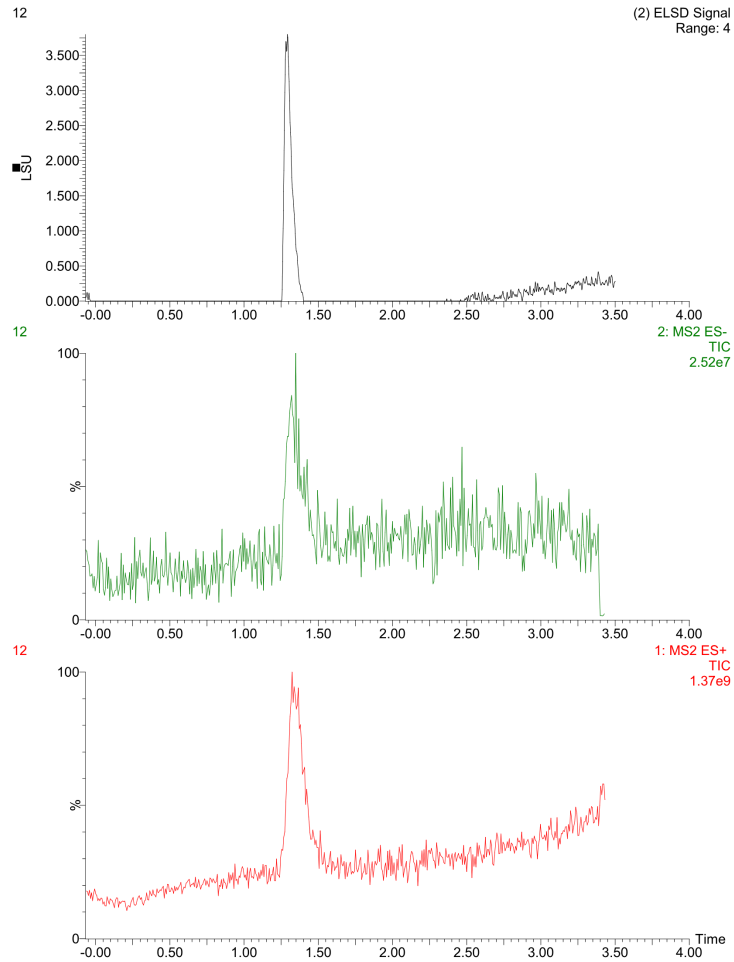 12
(2) ELSD Signal
Range: 4
3.500
3.000
2.500
2.000
1.500
1.000
0.500
0.000
LSU
-0.00 0.50 1.00 1.50 2.00 2.50 3.00 3.50 4.00
12
2: MS2 ES-
TIC
2.52e7
100
%
0
-0.00 0.50 1.00 1.50 2.00 2.50 3.00 3.50 4.00
12
1: MS2 ES+
TIC
1.37e9
100
%
0
Time
-0.00 0.50 1.00 1.50 2.00 2.50 3.00 3.50 4.00